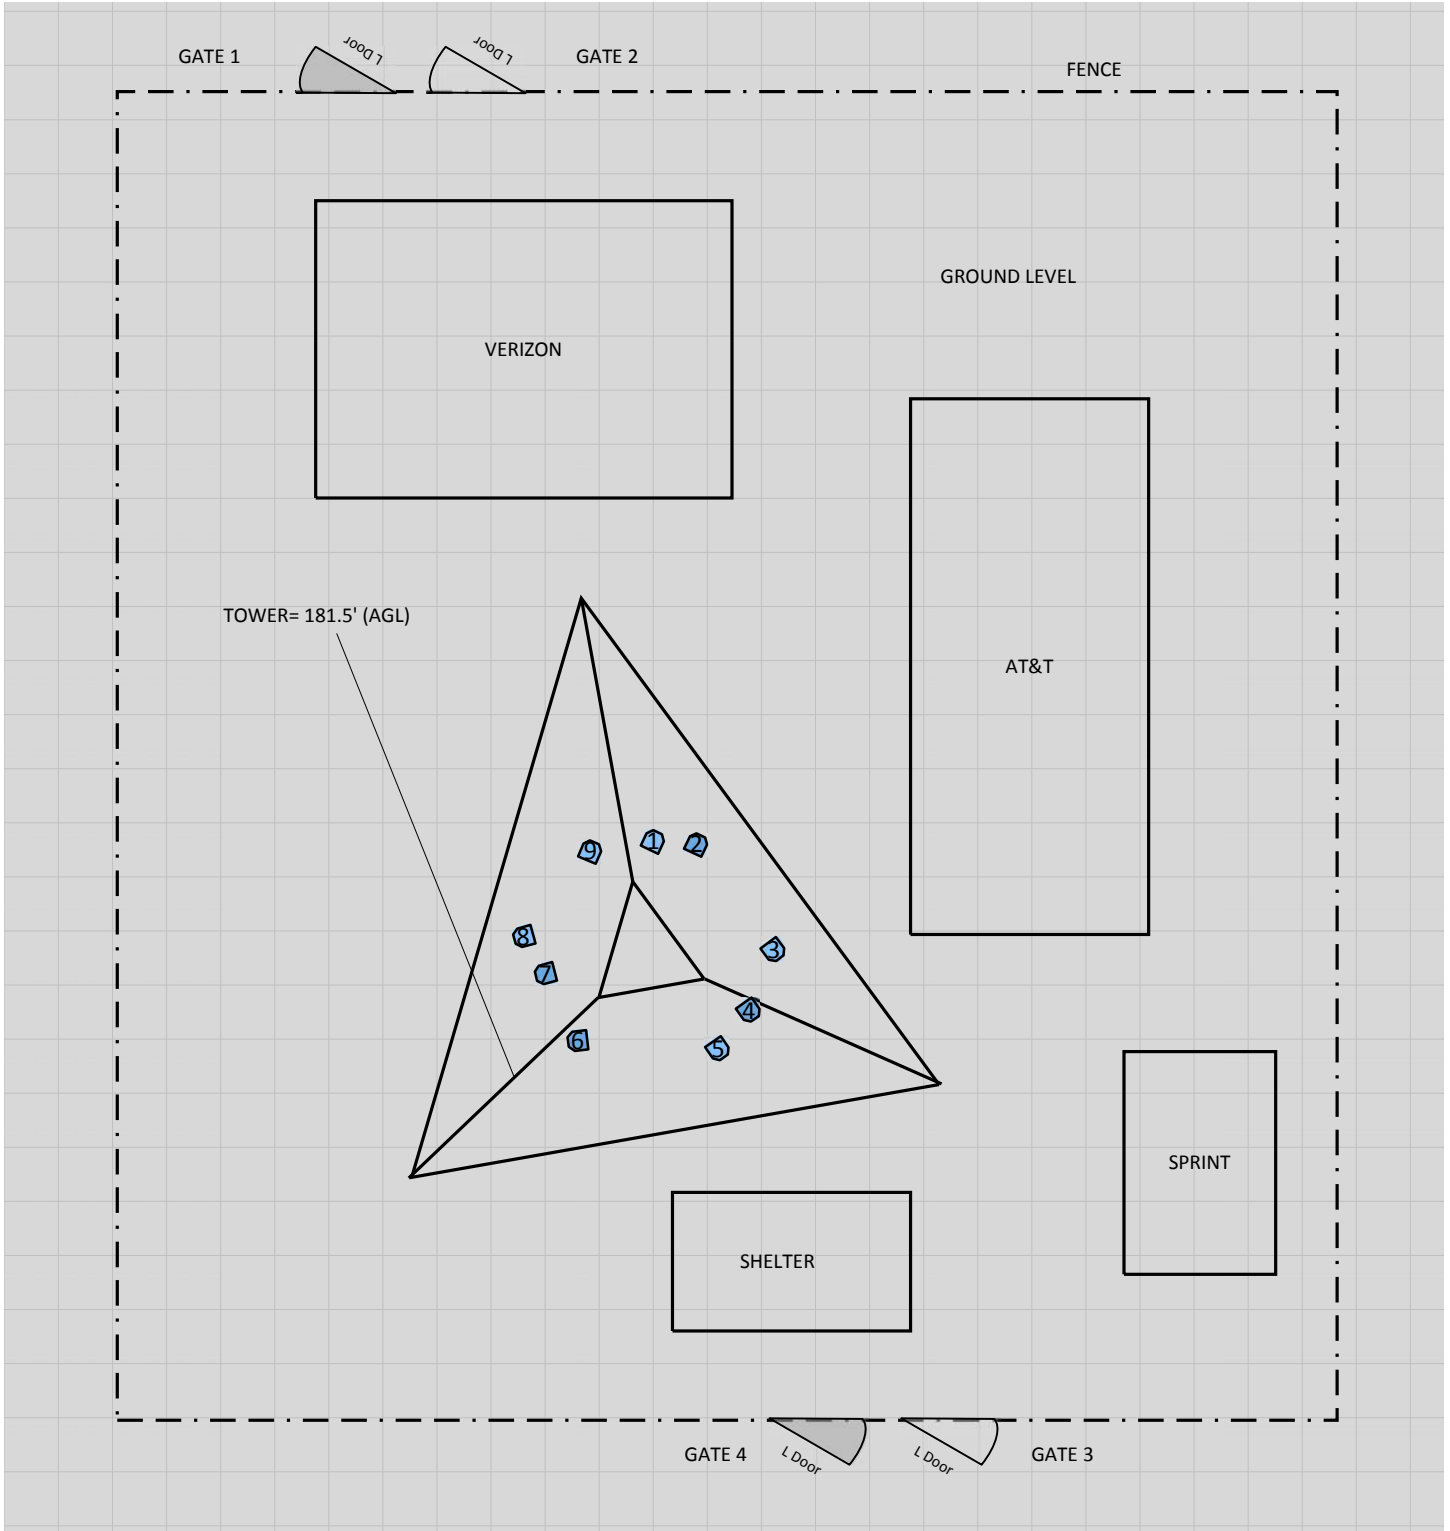 GATE 1
L Door
L Door
GATE 2
FENCE
GROUND LEVEL
VERIZON
TOWER= 181.5' (AGL)
AT&T
1
2
9
8
3
7
4
6
5
SPRINT
SHELTER
GATE 4
L Door
L Door
GATE 3